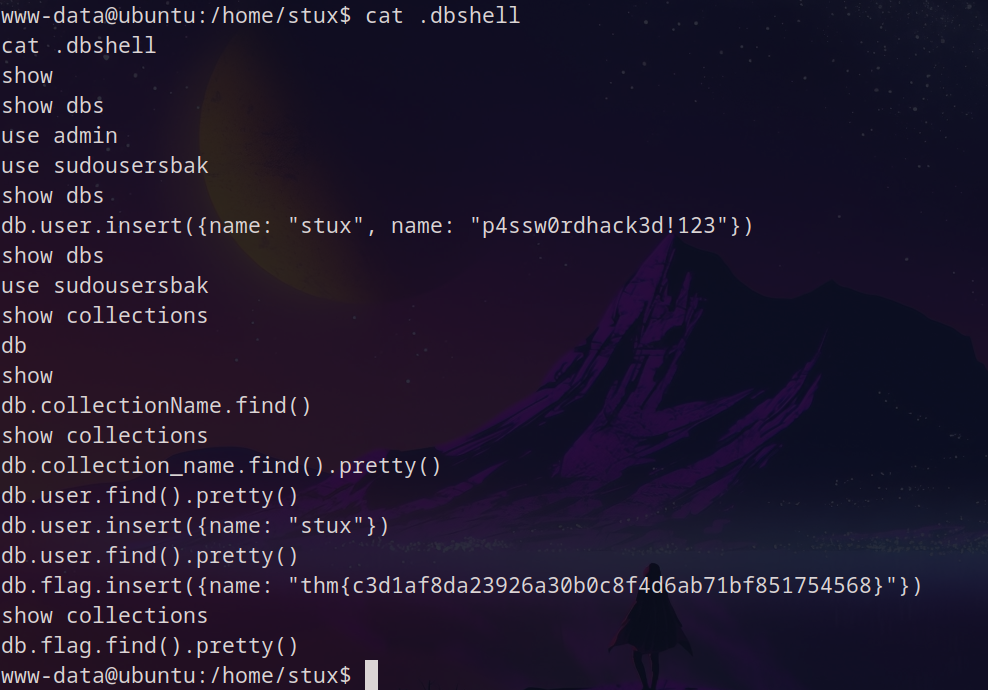 www-data@ubuntu:/home/stux$ cat .dbshell
cat .dbshell
show
show dbs
use admin
use sudousersbak
show dbs
db.user.insert({name: "stux", name: "p4ssw0rdhack3d!123"})
show dbs
use sudousersbak
show collections
db
show
db.collectionName.find()
show collections
db.collection_name.find().pretty()
db.user.find().pretty()
db.user.insert({name: "stux"})
db.user.find().pretty()
db.flag.insert({name: "thm{c3d1af8da23926a30b0c8f4d6ab71bf851754568}"})
show collections
db.flag.find().pretty()
www-data@ubuntu:/home/stux$